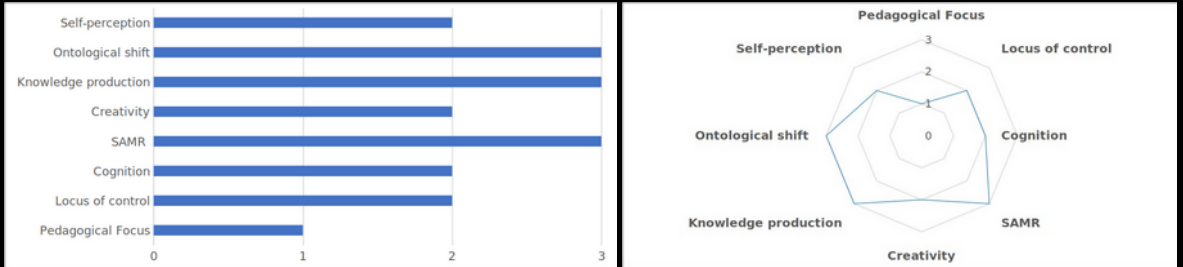 Self-perception
Ontological shift
Knowledge production
Creativity
SAMR
Cognition
Locus of control
Pedagogical Focus
0 1 2 3
Pedagogical Focus
3
Self-perception Locus of control
2
1
Ontological shift 0 Cognition
Knowledge production SAMR
Creativity